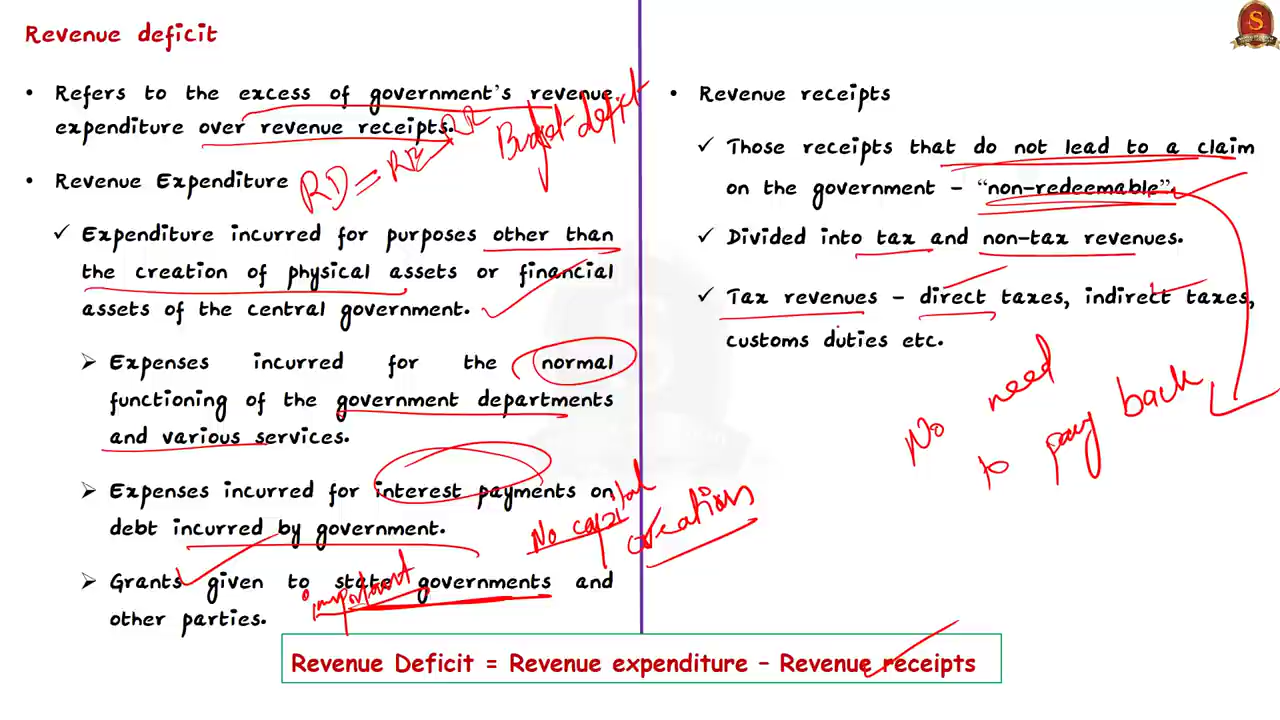 Revenue deficit
• Refers to the excess of government's revenue
expenditure over revenue receipts.
RD = RE - RR
Budget deficit
• Revenue Expenditure
✓ Expenditure incurred for purposes other than
the creation of physical assets or financial
assets of the central government.
➢ Expenses incurred for the normal
functioning of the government departments
and various services.
➢ Expenses incurred for interest payments on
debt incurred by government.
No capital
creations
➢ Grants given to state governments and
important
other parties.
• Revenue receipts
✓ Those receipts that do not lead to a claim
on the government – “non-redeemable”.
✓ Divided into tax and non-tax revenues.
✓ Tax revenues - direct taxes, indirect taxes,
customs duties etc.
No need
to pay back
Revenue Deficit = Revenue expenditure – Revenue receipts
S